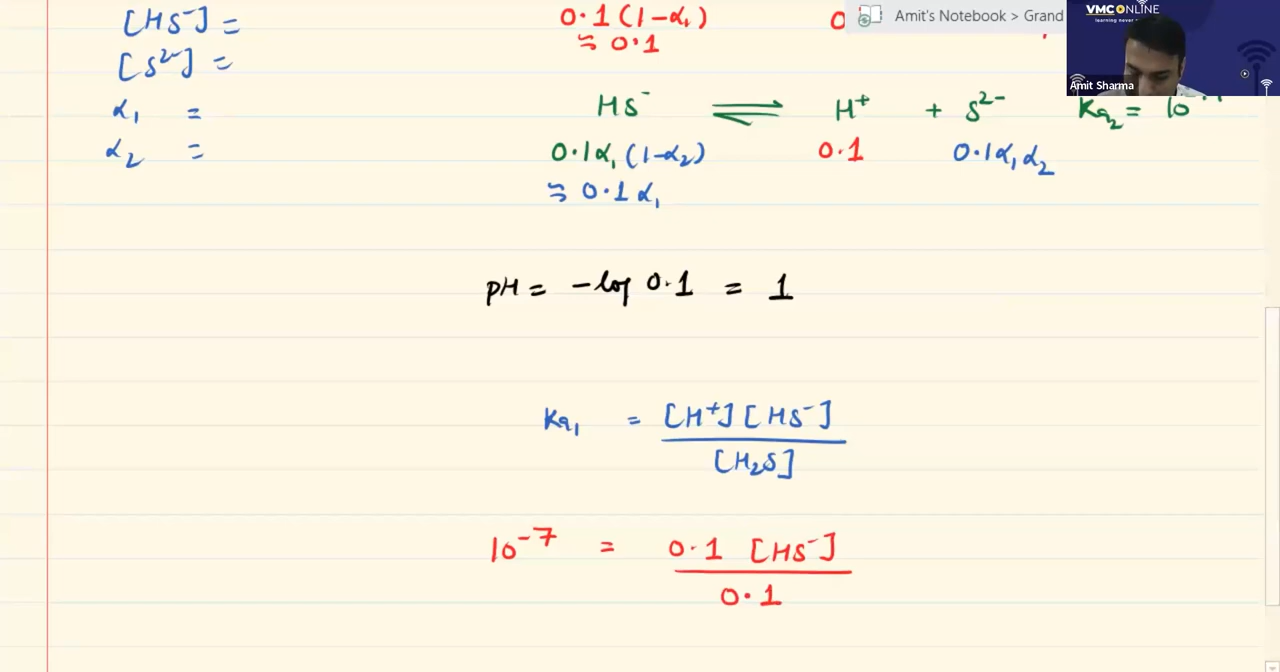 [HS⁻] =
[S²⁻] =
α₁ =
α₂ =
0.1(1-α₁)
≈ 0.1
0
Amit's Notebook > Grand
VMC ONLINE
Amit Sharma
HS⁻ ⇌ H⁺ + S²⁻ Ka₂ =
0.1α₁(1-α₂) 0.1 0.1α₁α₂
≈ 0.1α₁
pH = -log 0.1 = 1
Ka₁ = [H⁺][HS⁻]
[H₂S]
10⁻⁷ = 0.1 [HS⁻]
0.1